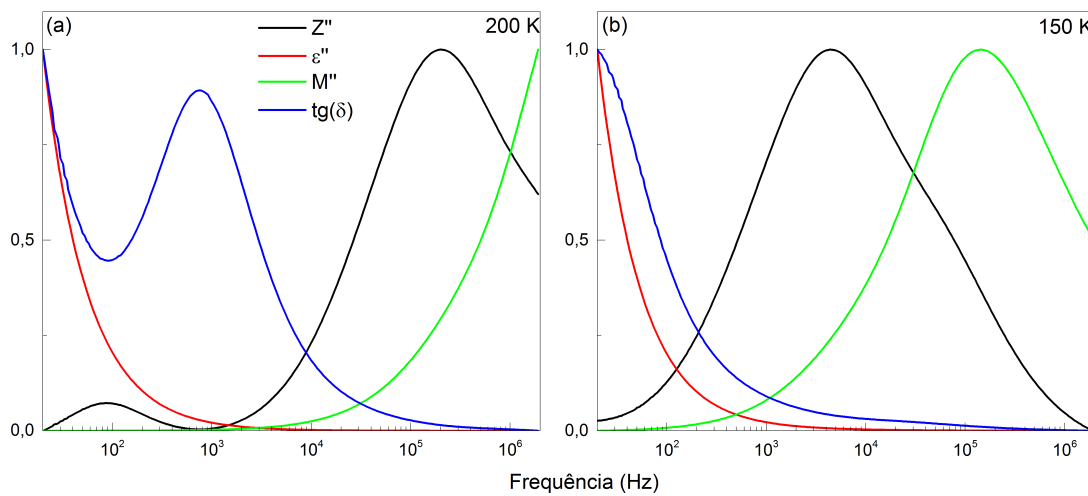 (a)
200 K
Z"
ε"
M"
tg(δ)
1,0
0,5
0,0
10²
10³
10⁴
10⁵
10⁶
(b)
150 K
1,0
0,5
0,0
10²
10³
10⁴
10⁵
10⁶
Frequência (Hz)